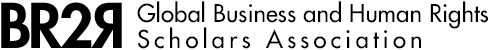 BR2Я Global Business and Human Rights
Scholars Association